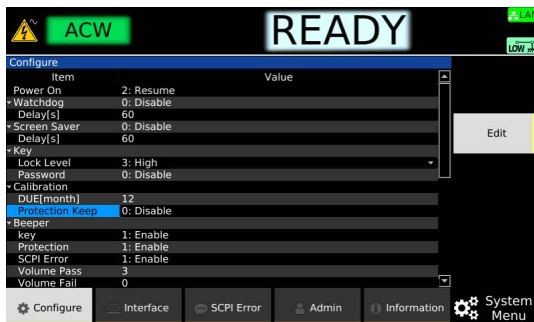 ACW
READY
LAN
LOW
Configure
Item Value
Power On 2: Resume
Watchdog 0: Disable
Delay[s] 60
Screen Saver 0: Disable
Delay[s] 60
Key
Lock Level 3: High
Password 0: Disable
Calibration
DUE[month] 12
Protection Keep 0: Disable
Beeper
key 1: Enable
Protection 1: Enable
SCPI Error 1: Enable
Volume Pass 3
Volume Fail 0
Edit
Configure Interface SCPI Error Admin Information System Menu